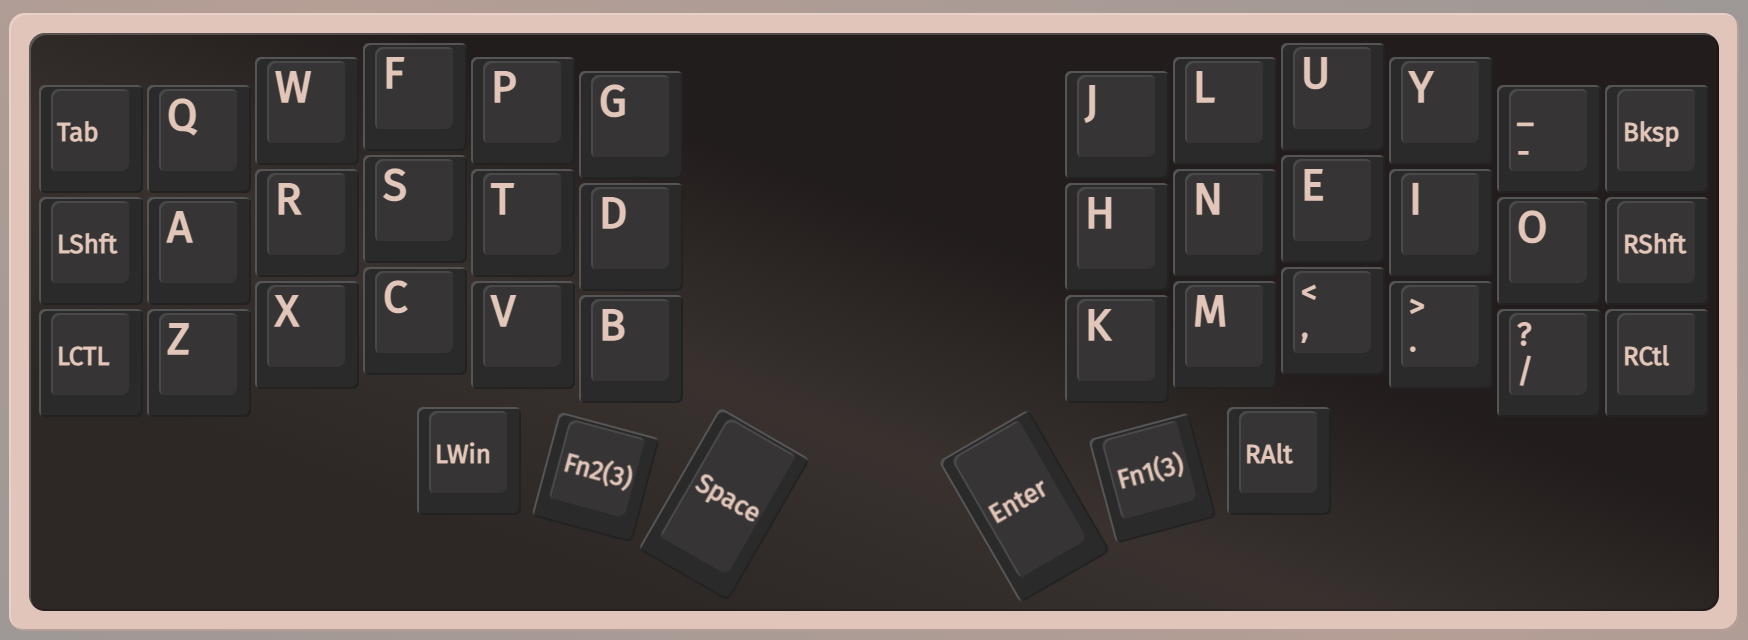 Tab Q W F P G J L U Y _ Bksp
-
LShft A R S T D H N E I O RShft
LCTL Z X C V B K M < > ? RCtl
, . /
LWin Fn2(3) Space Enter Fn1(3) RAlt